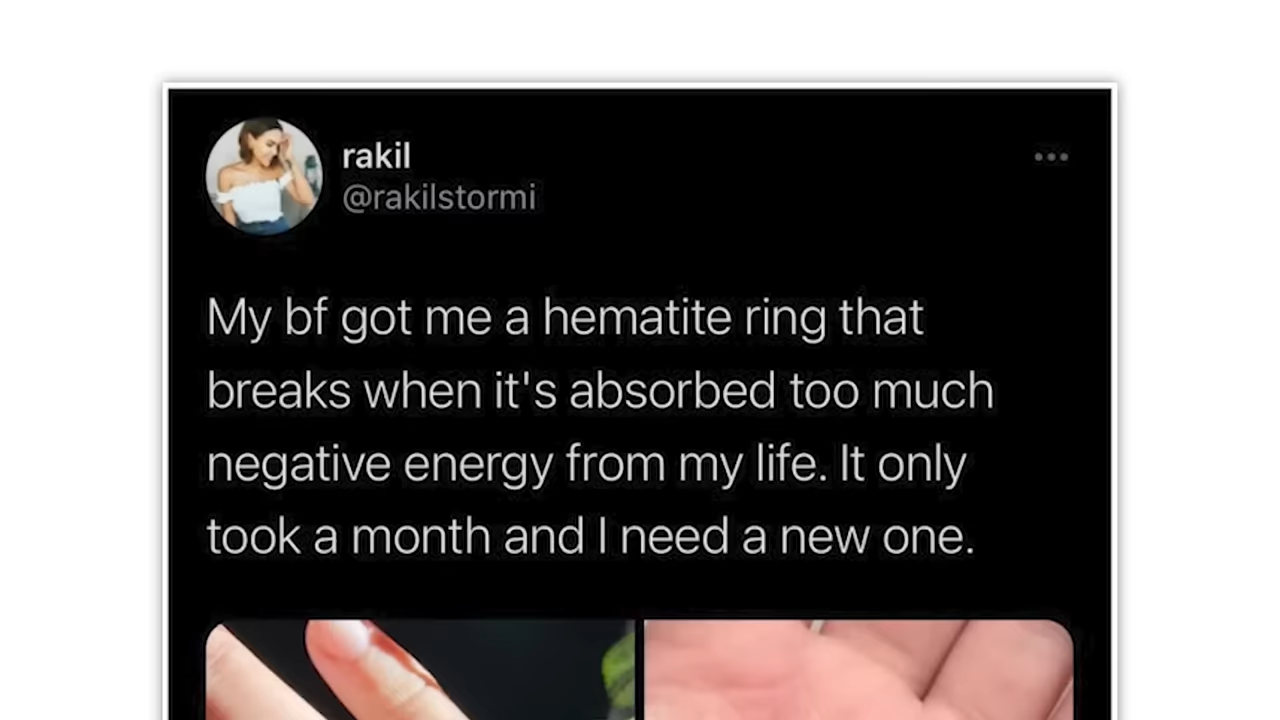 rakil
@rakilstormi
My bf got me a hematite ring that
breaks when it's absorbed too much
negative energy from my life. It only
took a month and I need a new one.